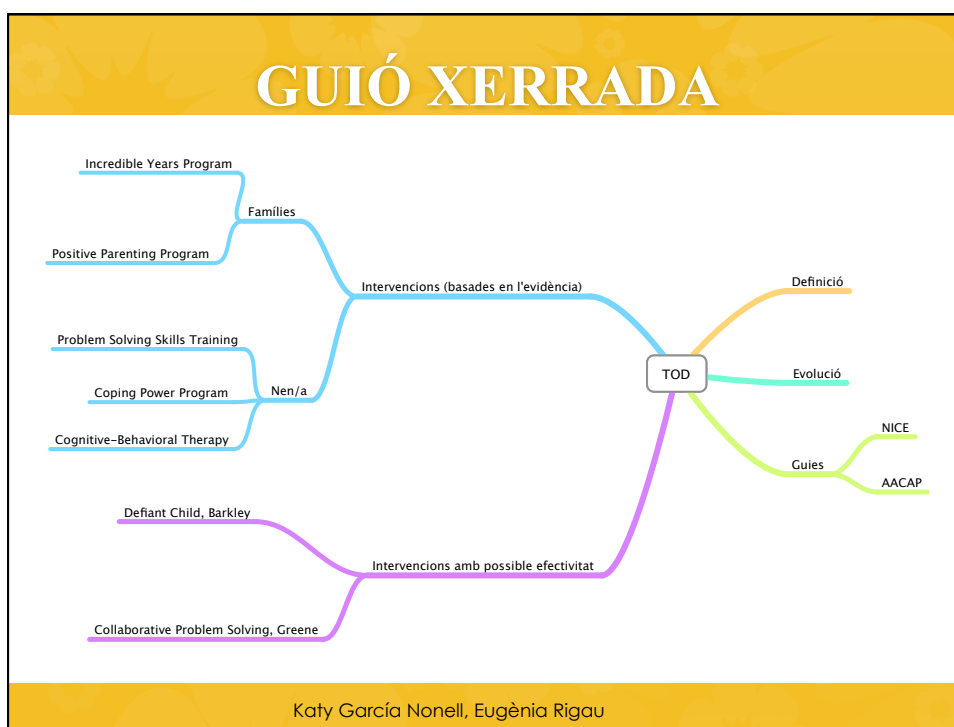 GUIÓ XERRADA
Incredible Years Program
Famílies
Positive Parenting Program
Intervencions (basades en l'evidència)
Problem Solving Skills Training
Coping Power Program
Nen/a
Cognitive-Behavioral Therapy
Defiant Child, Barkley
Intervencions amb possible efectivitat
Collaborative Problem Solving, Greene
TOD
Definició
Evolució
Guies
NICE
AACAP
Katy García Nonell, Eugènia Rigau